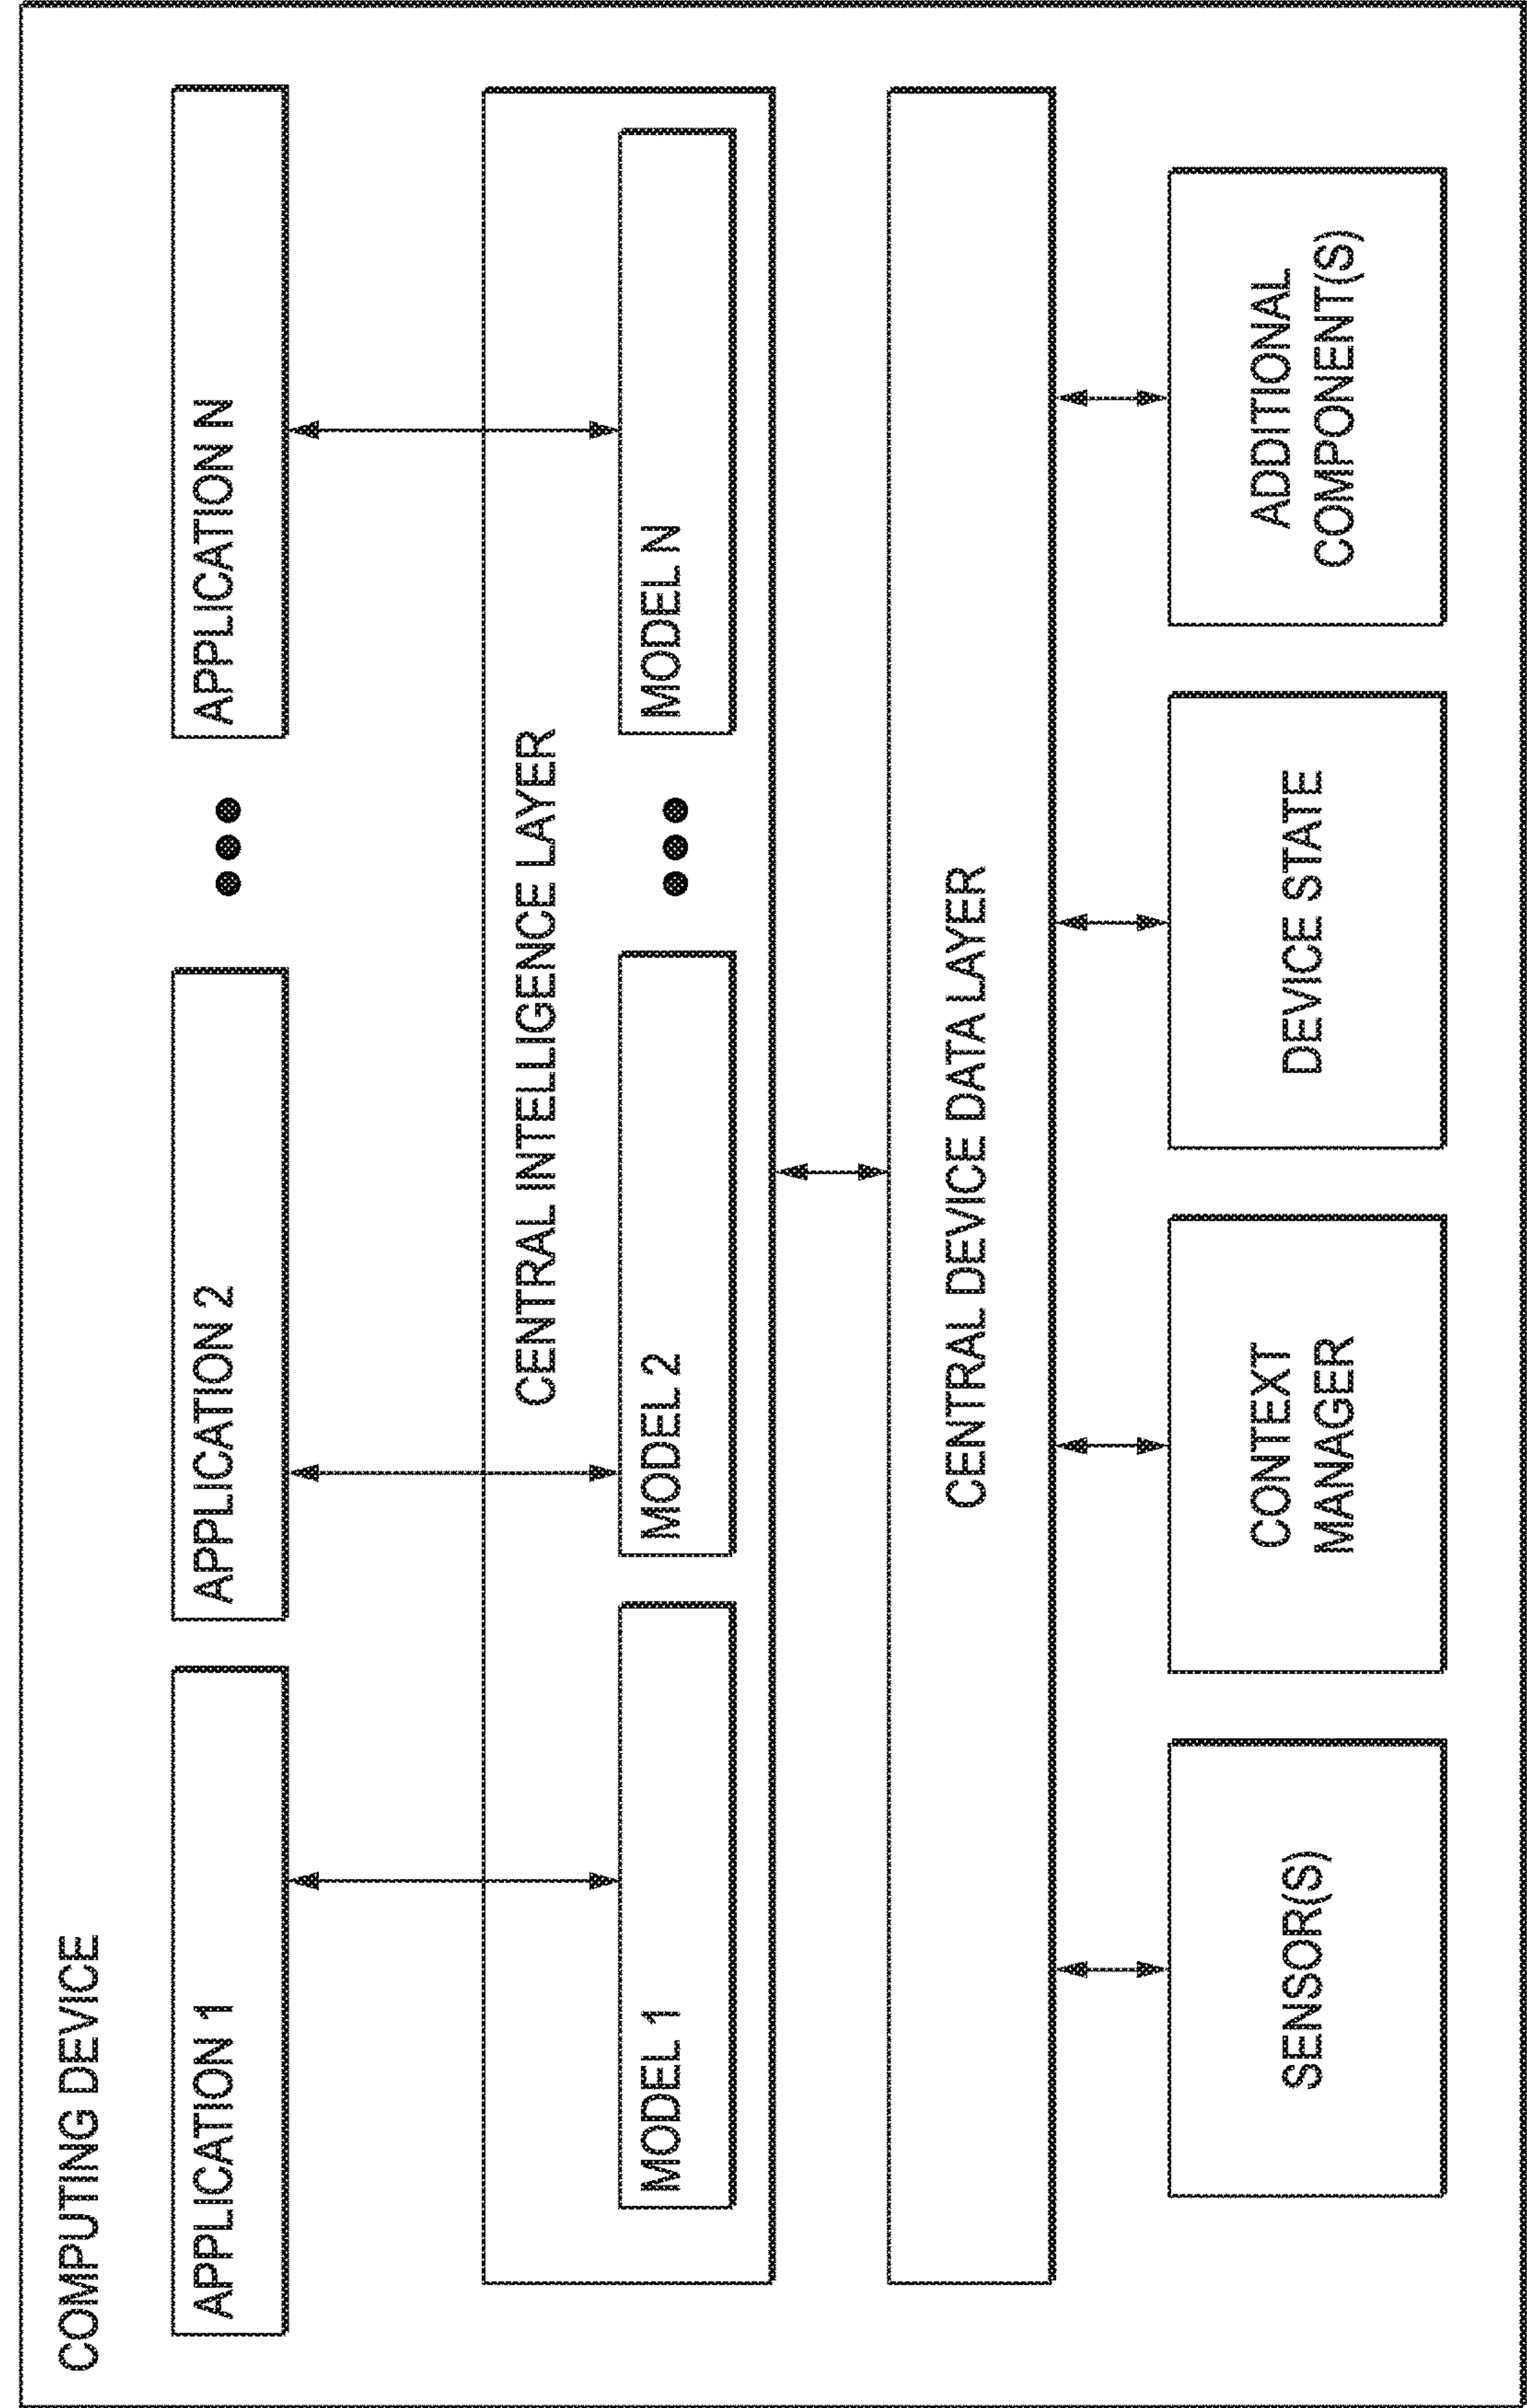 COMPUTING DEVICE
APPLICATION 1
APPLICATION 2
APPLICATION N
CENTRAL INTELLIGENCE LAYER
MODEL 1
MODEL 2
MODEL N
CENTRAL DEVICE DATA LAYER
SENSOR(S)
CONTEXT
MANAGER
DEVICE STATE
ADDITIONAL
COMPONENT(S)